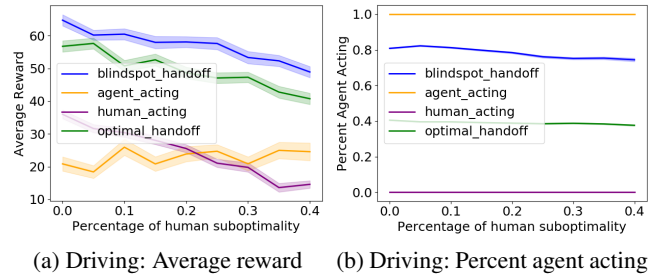 60
50
40
30
20
10
Average Reward
blindspot_handoff
agent_acting
human_acting
optimal_handoff
0.0 0.1 0.2 0.3 0.4
Percentage of human suboptimality
(a) Driving: Average reward
1.0
0.8
0.6
0.4
0.2
0.0
Percent Agent Acting
blindspot_handoff
agent_acting
human_acting
optimal_handoff
0.0 0.1 0.2 0.3 0.4
Percentage of human suboptimality
(b) Driving: Percent agent acting